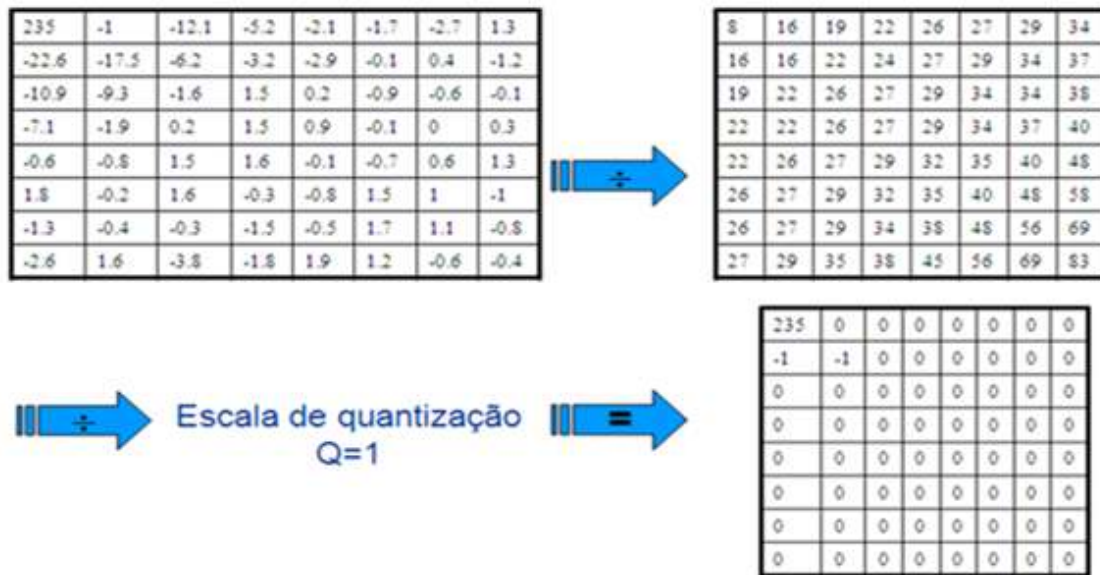 235 -1 -12.1 -5.2 -2.1 -1.7 -2.7 1.3
-22.6 -17.5 -6.2 -3.2 -2.9 -0.1 0.4 -1.2
-10.9 -9.3 -1.6 1.5 0.2 -0.9 -0.6 -0.1
-7.1 -1.9 0.2 1.5 0.9 -0.1 0 0.3
-0.6 -0.8 1.5 1.6 -0.1 -0.7 0.6 1.3
1.8 -0.2 1.6 -0.3 -0.8 1.5 1 -1
-1.3 -0.4 -0.3 -1.5 -0.5 1.7 1.1 -0.8
-2.6 1.6 -3.8 -1.8 1.9 1.2 -0.6 -0.4
÷
8 16 19 22 26 27 29 34
16 16 22 24 27 29 34 37
19 22 26 27 29 34 34 38
22 22 26 27 29 34 37 40
22 26 27 29 32 35 40 48
26 27 29 32 35 40 48 58
26 27 29 34 38 48 56 69
27 29 35 38 45 56 69 83
÷
Escala de quantização
Q=1
=
235 0 0 0 0 0 0 0
-1 -1 0 0 0 0 0 0
0 0 0 0 0 0 0 0
0 0 0 0 0 0 0 0
0 0 0 0 0 0 0 0
0 0 0 0 0 0 0 0
0 0 0 0 0 0 0 0
0 0 0 0 0 0 0 0